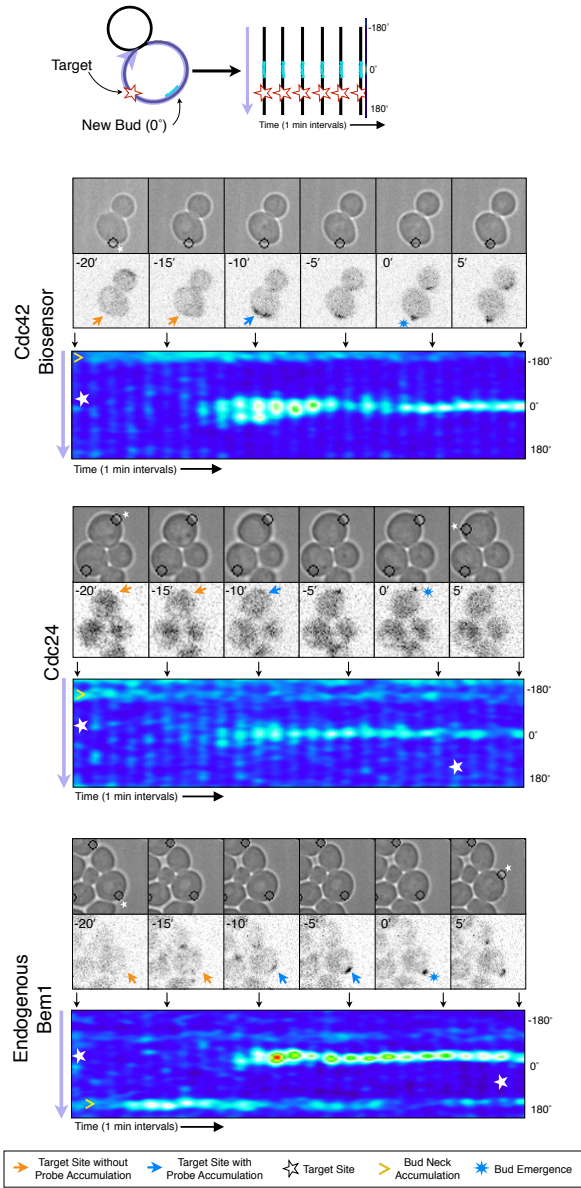 Target
New Bud (0°)
-180°
0°
180°
Time (1 min intervals)
Cdc42
Biosensor
-20′
-15′
-10′
-5′
0′
5′
-180°
0°
180°
Time (1 min intervals)
Cdc24
-20′
-15′
-10′
-5′
0′
5′
-180°
0°
180°
Time (1 min intervals)
Endogenous
Bem1
-20′
-15′
-10′
-5′
0′
5′
-180°
0°
180°
Time (1 min intervals)
Target Site without
Probe Accumulation
Target Site with
Probe Accumulation
Target Site
Bud Neck
Accumulation
Bud Emergence